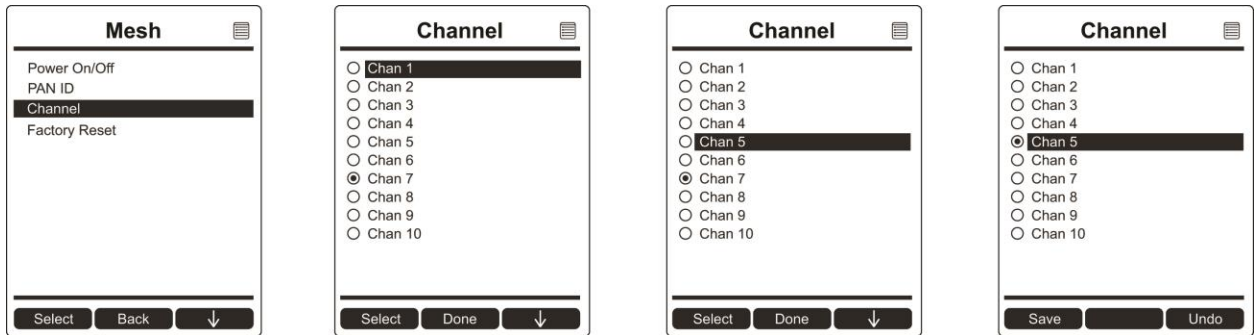 Mesh
Power On/Off
PAN ID
Channel
Factory Reset
Select Back ↓
Channel
Chan 1
Chan 2
Chan 3
Chan 4
Chan 5
Chan 6
Chan 7
Chan 8
Chan 9
Chan 10
Select Done ↓
Channel
Chan 1
Chan 2
Chan 3
Chan 4
Chan 5
Chan 6
Chan 7
Chan 8
Chan 9
Chan 10
Select Done ↓
Channel
Chan 1
Chan 2
Chan 3
Chan 4
Chan 5
Chan 6
Chan 7
Chan 8
Chan 9
Chan 10
Save Undo